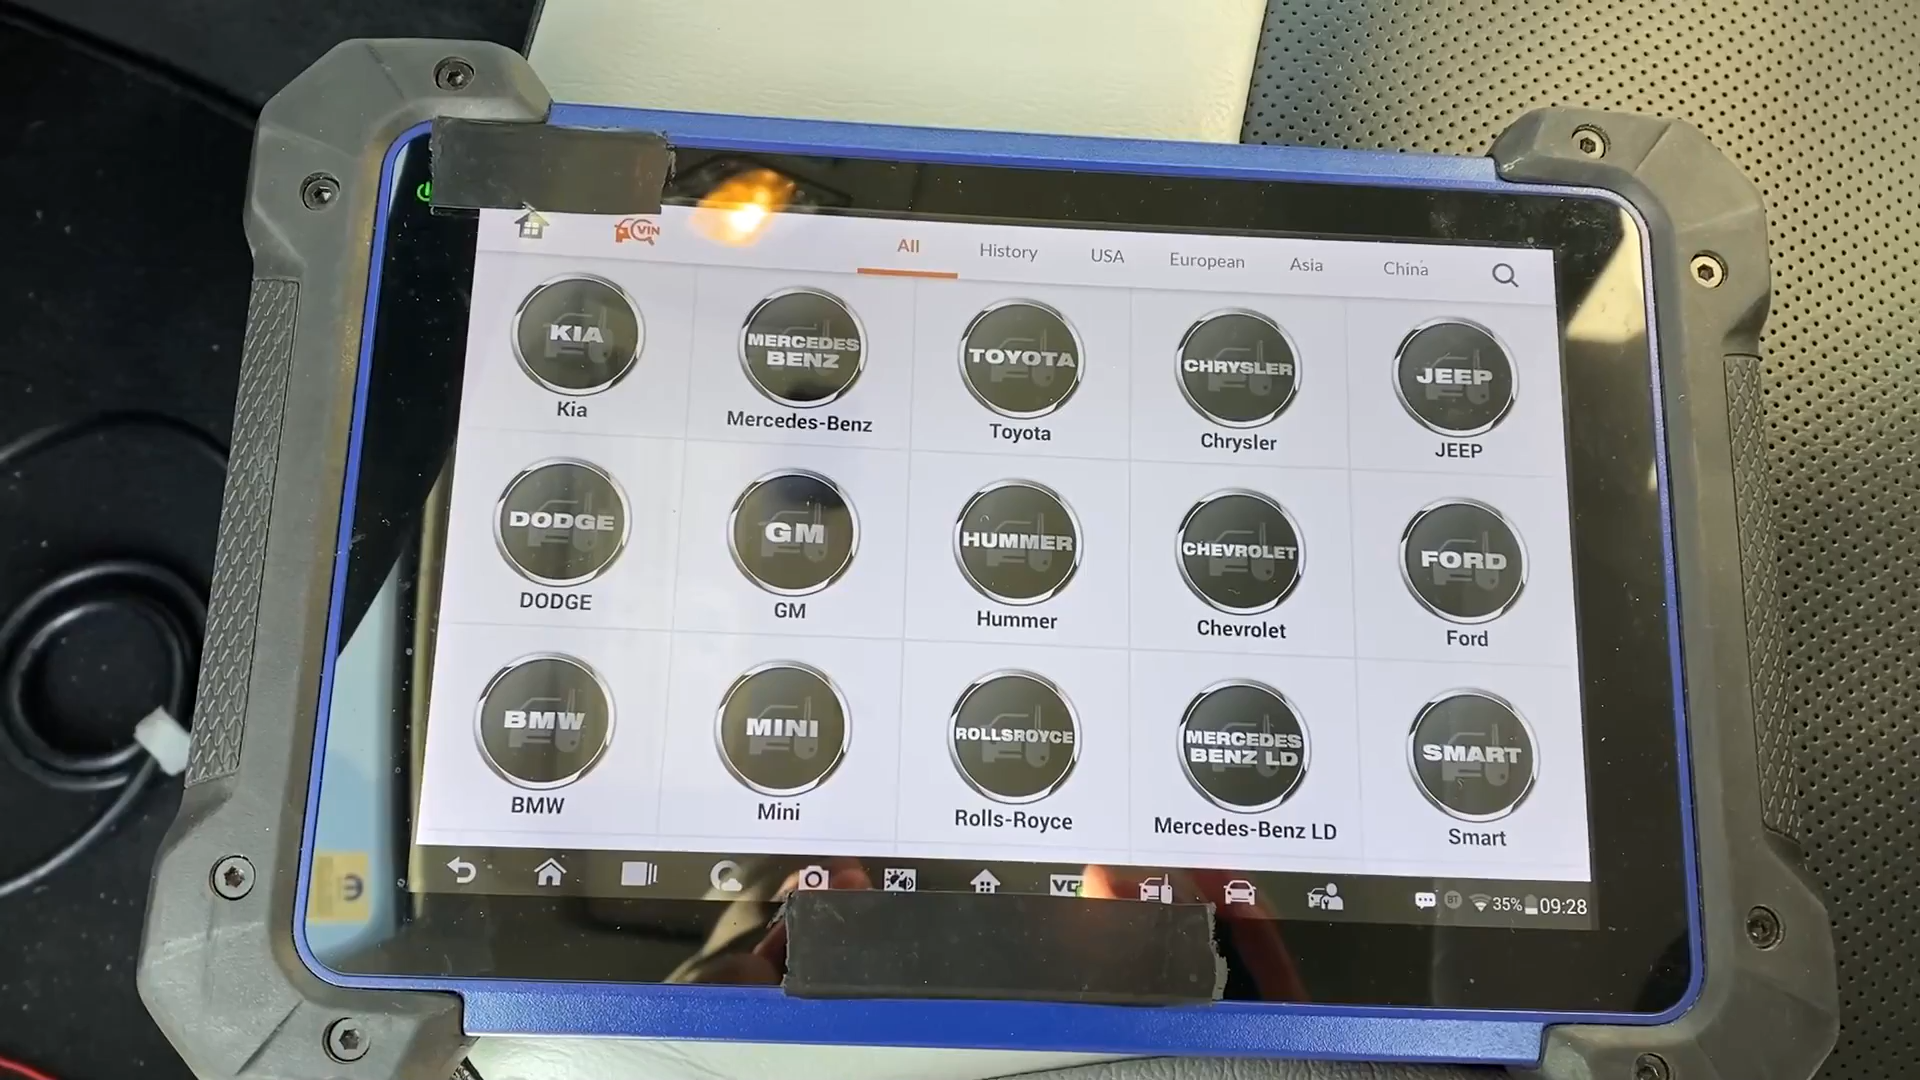 VIN
All History USA European Asia China
KIA MERCEDES BENZ TOYOTA CHRYSLER JEEP
Kia Mercedes-Benz Toyota Chrysler JEEP
DODGE GM HUMMER CHEVROLET FORD
DODGE GM Hummer Chevrolet Ford
BMW MINI ROLLSROYCE MERCEDES BENZ LD SMART
BMW Mini Rolls-Royce Mercedes-Benz LD Smart
BT 35% 09:28